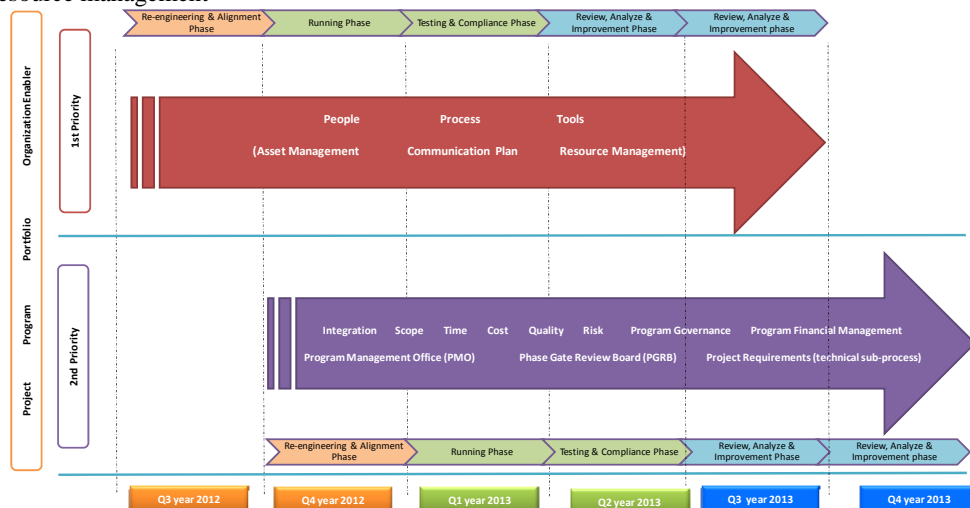 Re-engineering & Alignment
Phase
Running Phase
Testing & Compliance Phase
Review, Analyze &
Improvement Phase
Review, Analyze &
Improvement phase
Organization Enabler
Portfolio
Program
Project
1st Priority
People Process Tools
(Asset Management Communication Plan Resource Management)
2nd Priority
Integration Scope Time Cost Quality Risk Program Governance Program Financial Management
Program Management Office (PMO) Phase Gate Review Board (PGRB) Project Requirements (technical sub-process)
Re-engineering & Alignment
Phase
Running Phase
Testing & Compliance Phase
Review, Analyze &
Improvement Phase
Review, Analyze &
Improvement phase
Q3 year 2012
Q4 year 2012
Q1 year 2013
Q2 year 2013
Q3 year 2013
Q4 year 2013